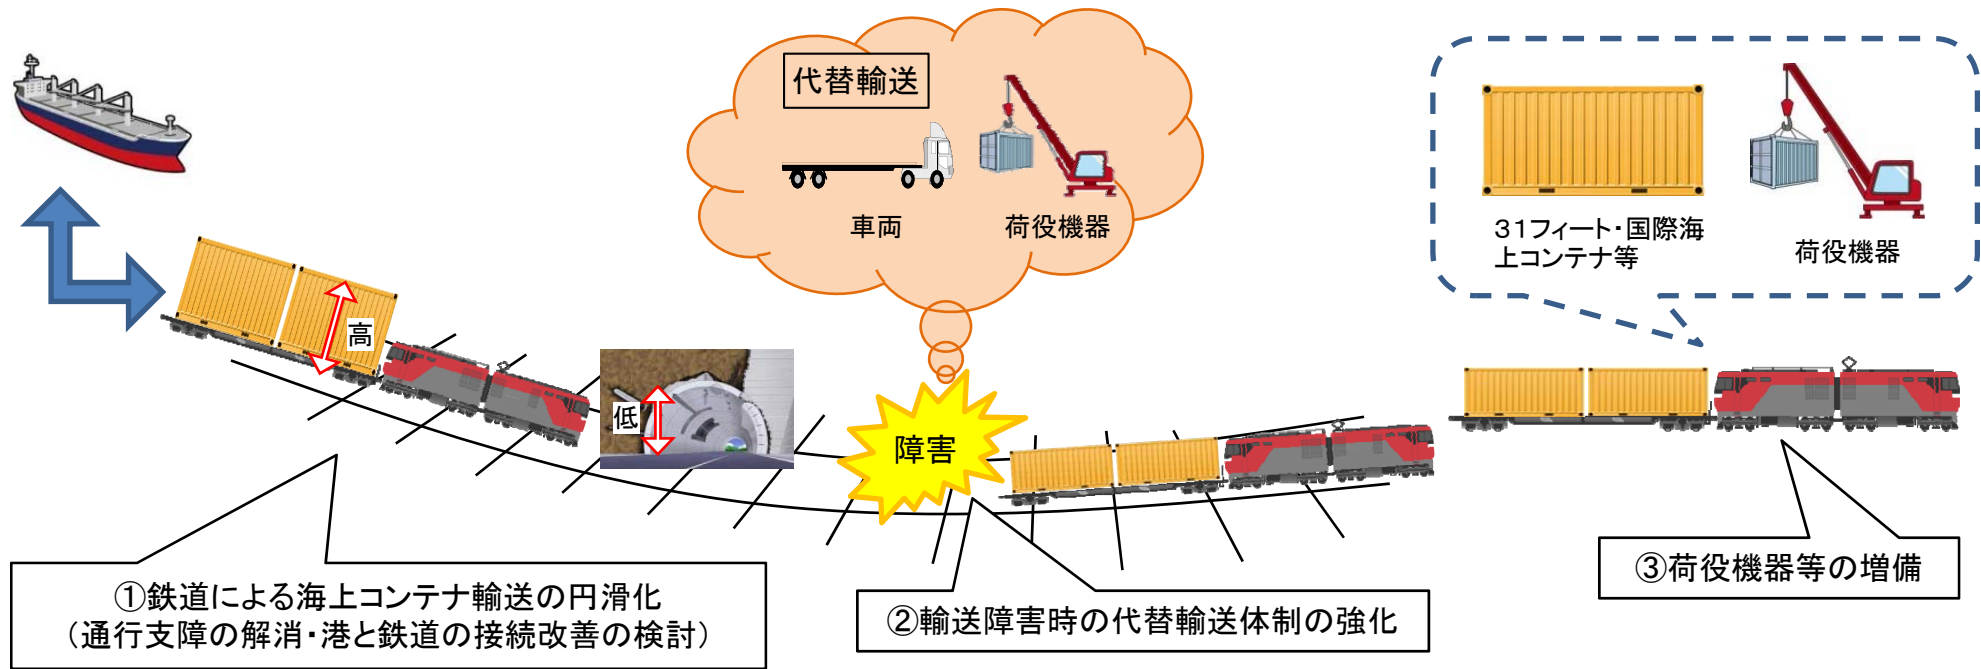 代替輸送
車両
荷役機器
31フィート・国際海
上コンテナ等
荷役機器
高
低
障害
①鉄道による海上コンテナ輸送の円滑化
（通行支障の解消・港と鉄道の接続改善の検討）
②輸送障害時の代替輸送体制の強化
③荷役機器等の増備